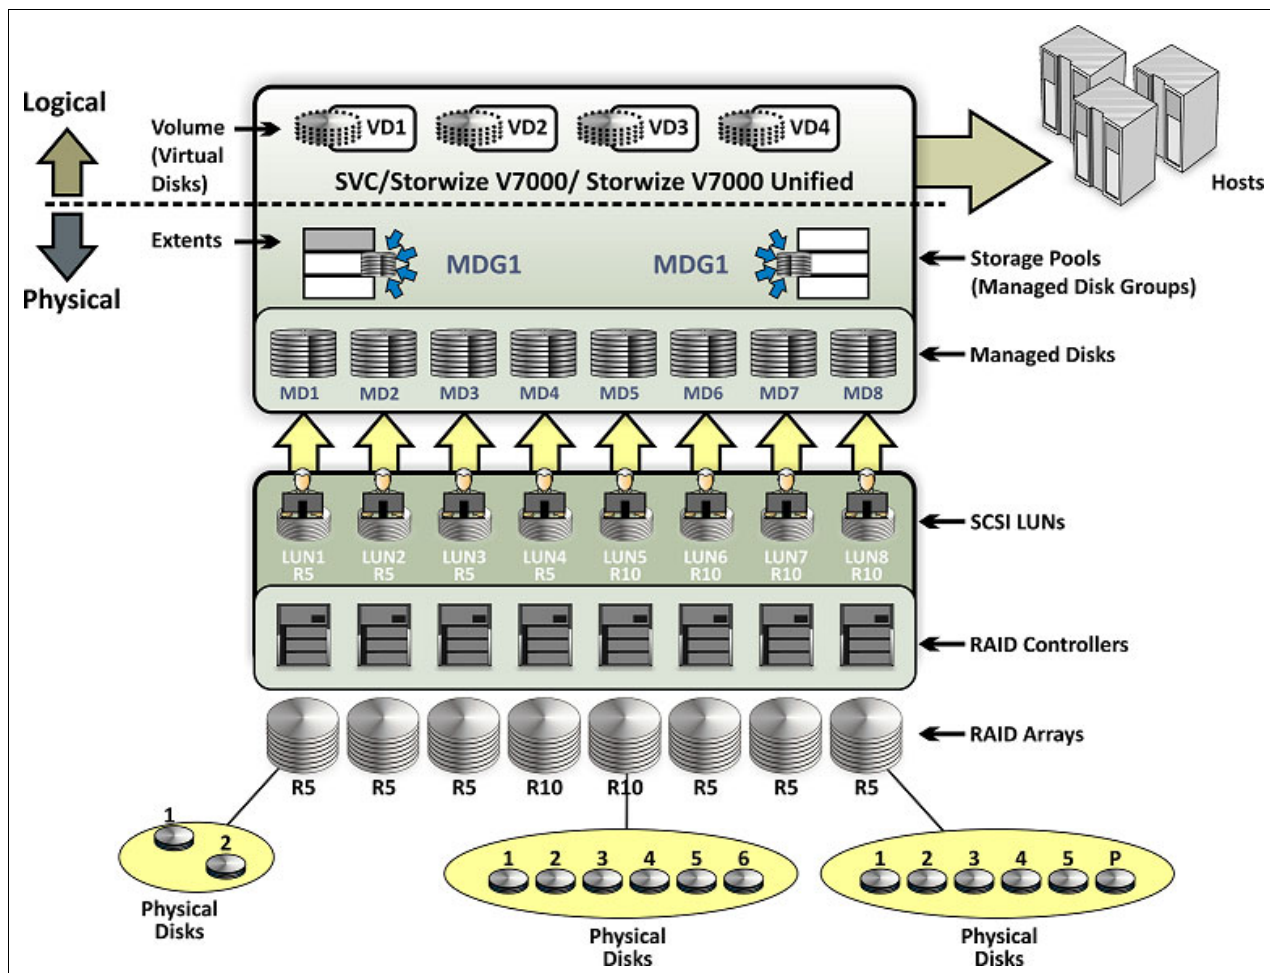 Logical
Physical
Volume
(Virtual
Disks)
VD1 VD2 VD3 VD4
SVC/Storwize V7000/ Storwize V7000 Unified
Hosts
Extents
MDG1 MDG1
Storage Pools
(Managed Disk Groups)
Managed Disks
MD1 MD2 MD3 MD4 MD5 MD6 MD7 MD8
SCSI LUNs
LUN1 LUN2 LUN3 LUN4 LUN5 LUN6 LUN7 LUN8
R5 R5 R5 R5 R10 R10 R10 R10
RAID Controllers
RAID Arrays
R5 R5 R5 R10 R10 R5 R5 R5
1
2
Physical
Disks
1 2 3 4 5 6
Physical
Disks
1 2 3 4 5 P
Physical
Disks